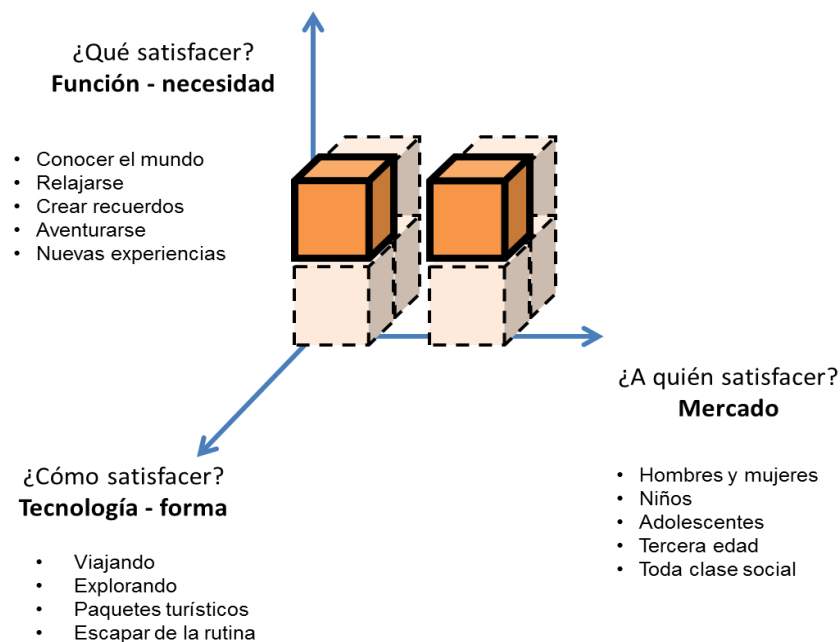 ¿Qué satisfacer?
Función - necesidad
• Conocer el mundo
• Relajarse
• Crear recuerdos
• Aventurarse
• Nuevas experiencias
¿A quién satisfacer?
Mercado
• Hombres y mujeres
• Niños
• Adolescentes
• Tercera edad
• Toda clase social
¿Cómo satisfacer?
Tecnología - forma
• Viajando
• Explorando
• Paquetes turísticos
• Escapar de la rutina